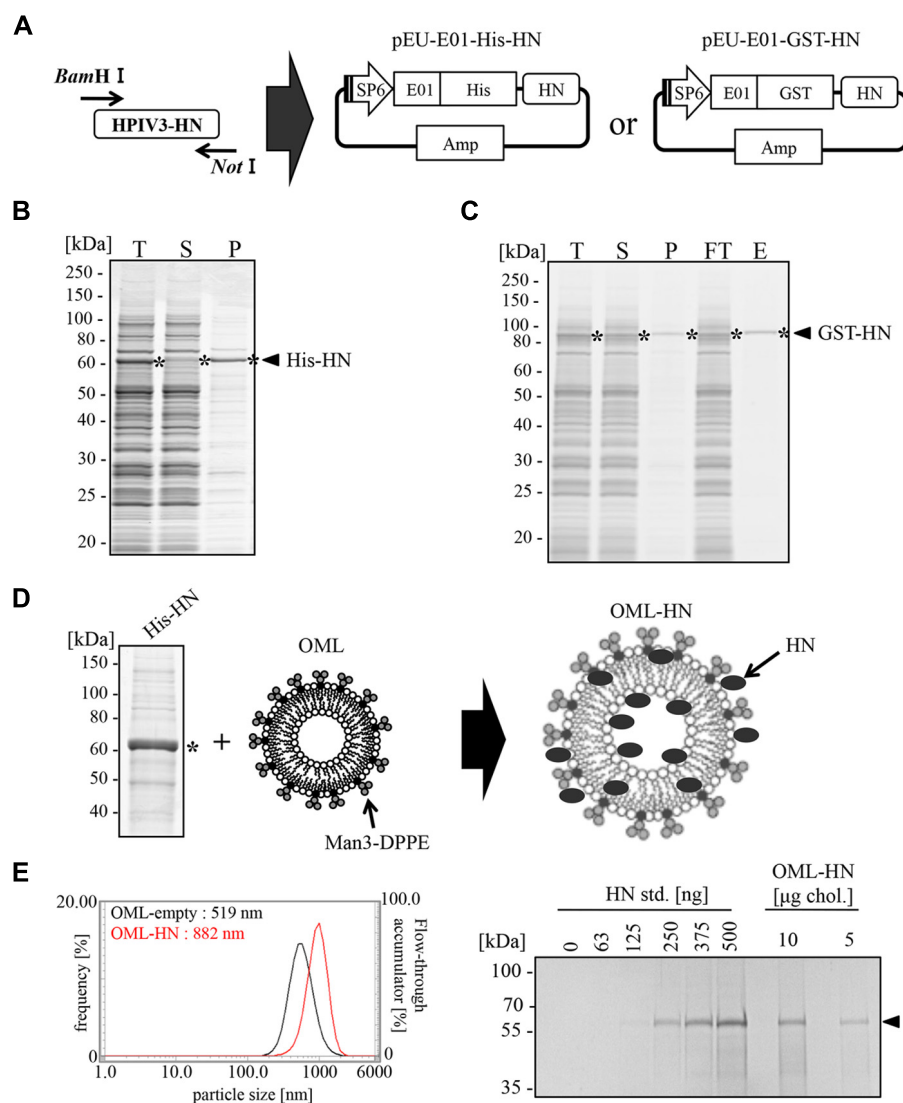 A
pEU-E01-His-HN
pEU-E01-GST-HN
BamH I
HPIV3-HN
Not I
SP6 E01 His HN
Amp
or
SP6 E01 GST HN
Amp
B
[kDa] T S P
250 -
150 -
100 -
80 -
60 -
50 -
40 -
30 -
25 -
20 -
* * *
His-HN
C
[kDa] T S P FT E
250 -
150 -
100 -
80 -
60 -
50 -
40 -
30 -
25 -
20 -
* * * * *
GST-HN
D
His-HN
[kDa]
150 -
100 -
80 -
60 -
50 -
40 -
*
+
OML
Man3-DPPE
OML-HN
HN
E
20.00
100.0
OML-empty : 519 nm
OML-HN : 882 nm
frequency [%]
Flow-through
accumulator [%]
0
0
1.0 10.0 100.0 1000 6000
particle size [nm]
HN std. [ng]
OML-HN
[µg chol.]
[kDa] 0 63 125 250 375 500 10 5
100 -
70 -
55 -
35 -